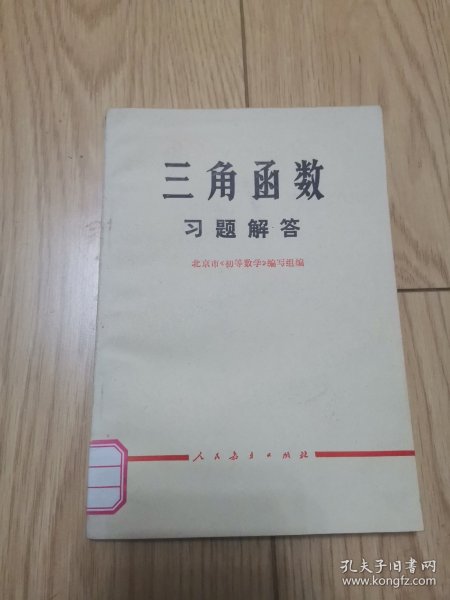 三角函数
习题解答
北京市《初等数学》编写组编
人民教育出版社
孔夫子旧书网
www.kongfz.com